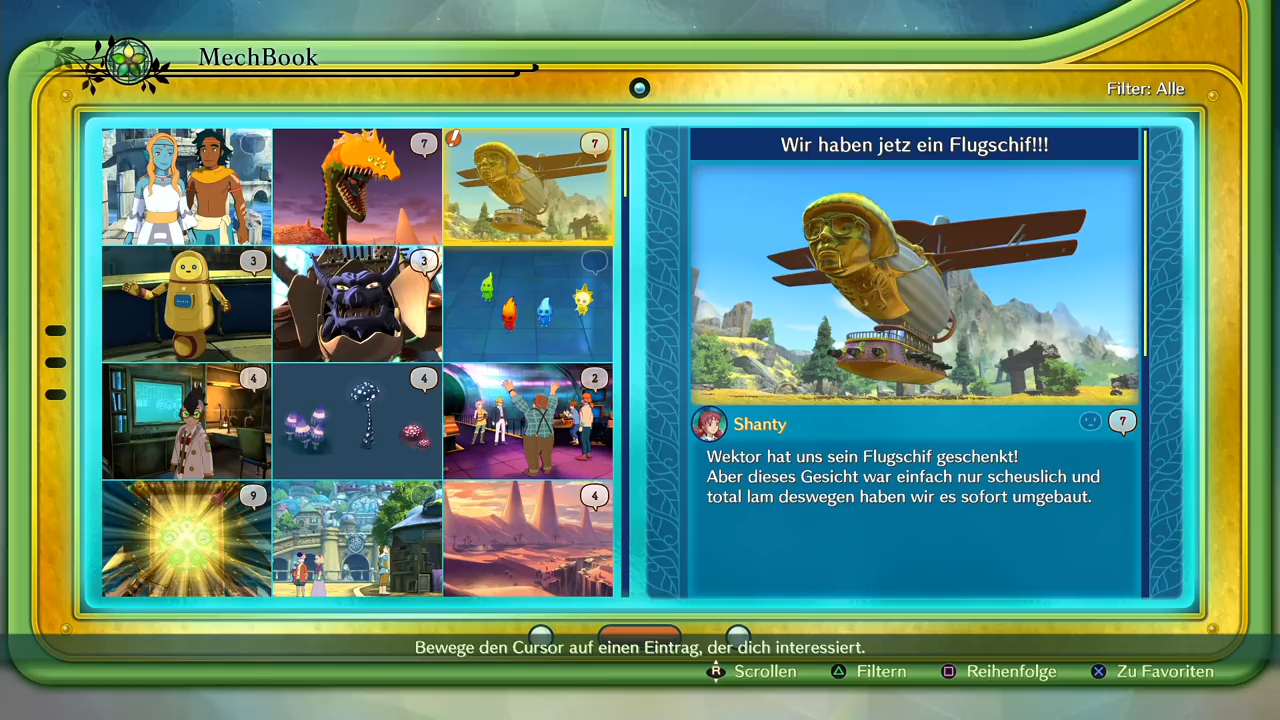 MechBook
Filter: Alle
7
7
3
3
4
4
2
9
4
Wir haben jetz ein Flugschif!!!
Shanty
7
Wektor hat uns sein Flugschif geschenkt!
Aber dieses Gesicht war einfach nur scheuslich und
total lam deswegen haben wir es sofort umgebaut.
Bewege den Cursor auf einen Eintrag, der dich interessiert.
R Scrollen Filtern Reihenfolge Zu Favoriten